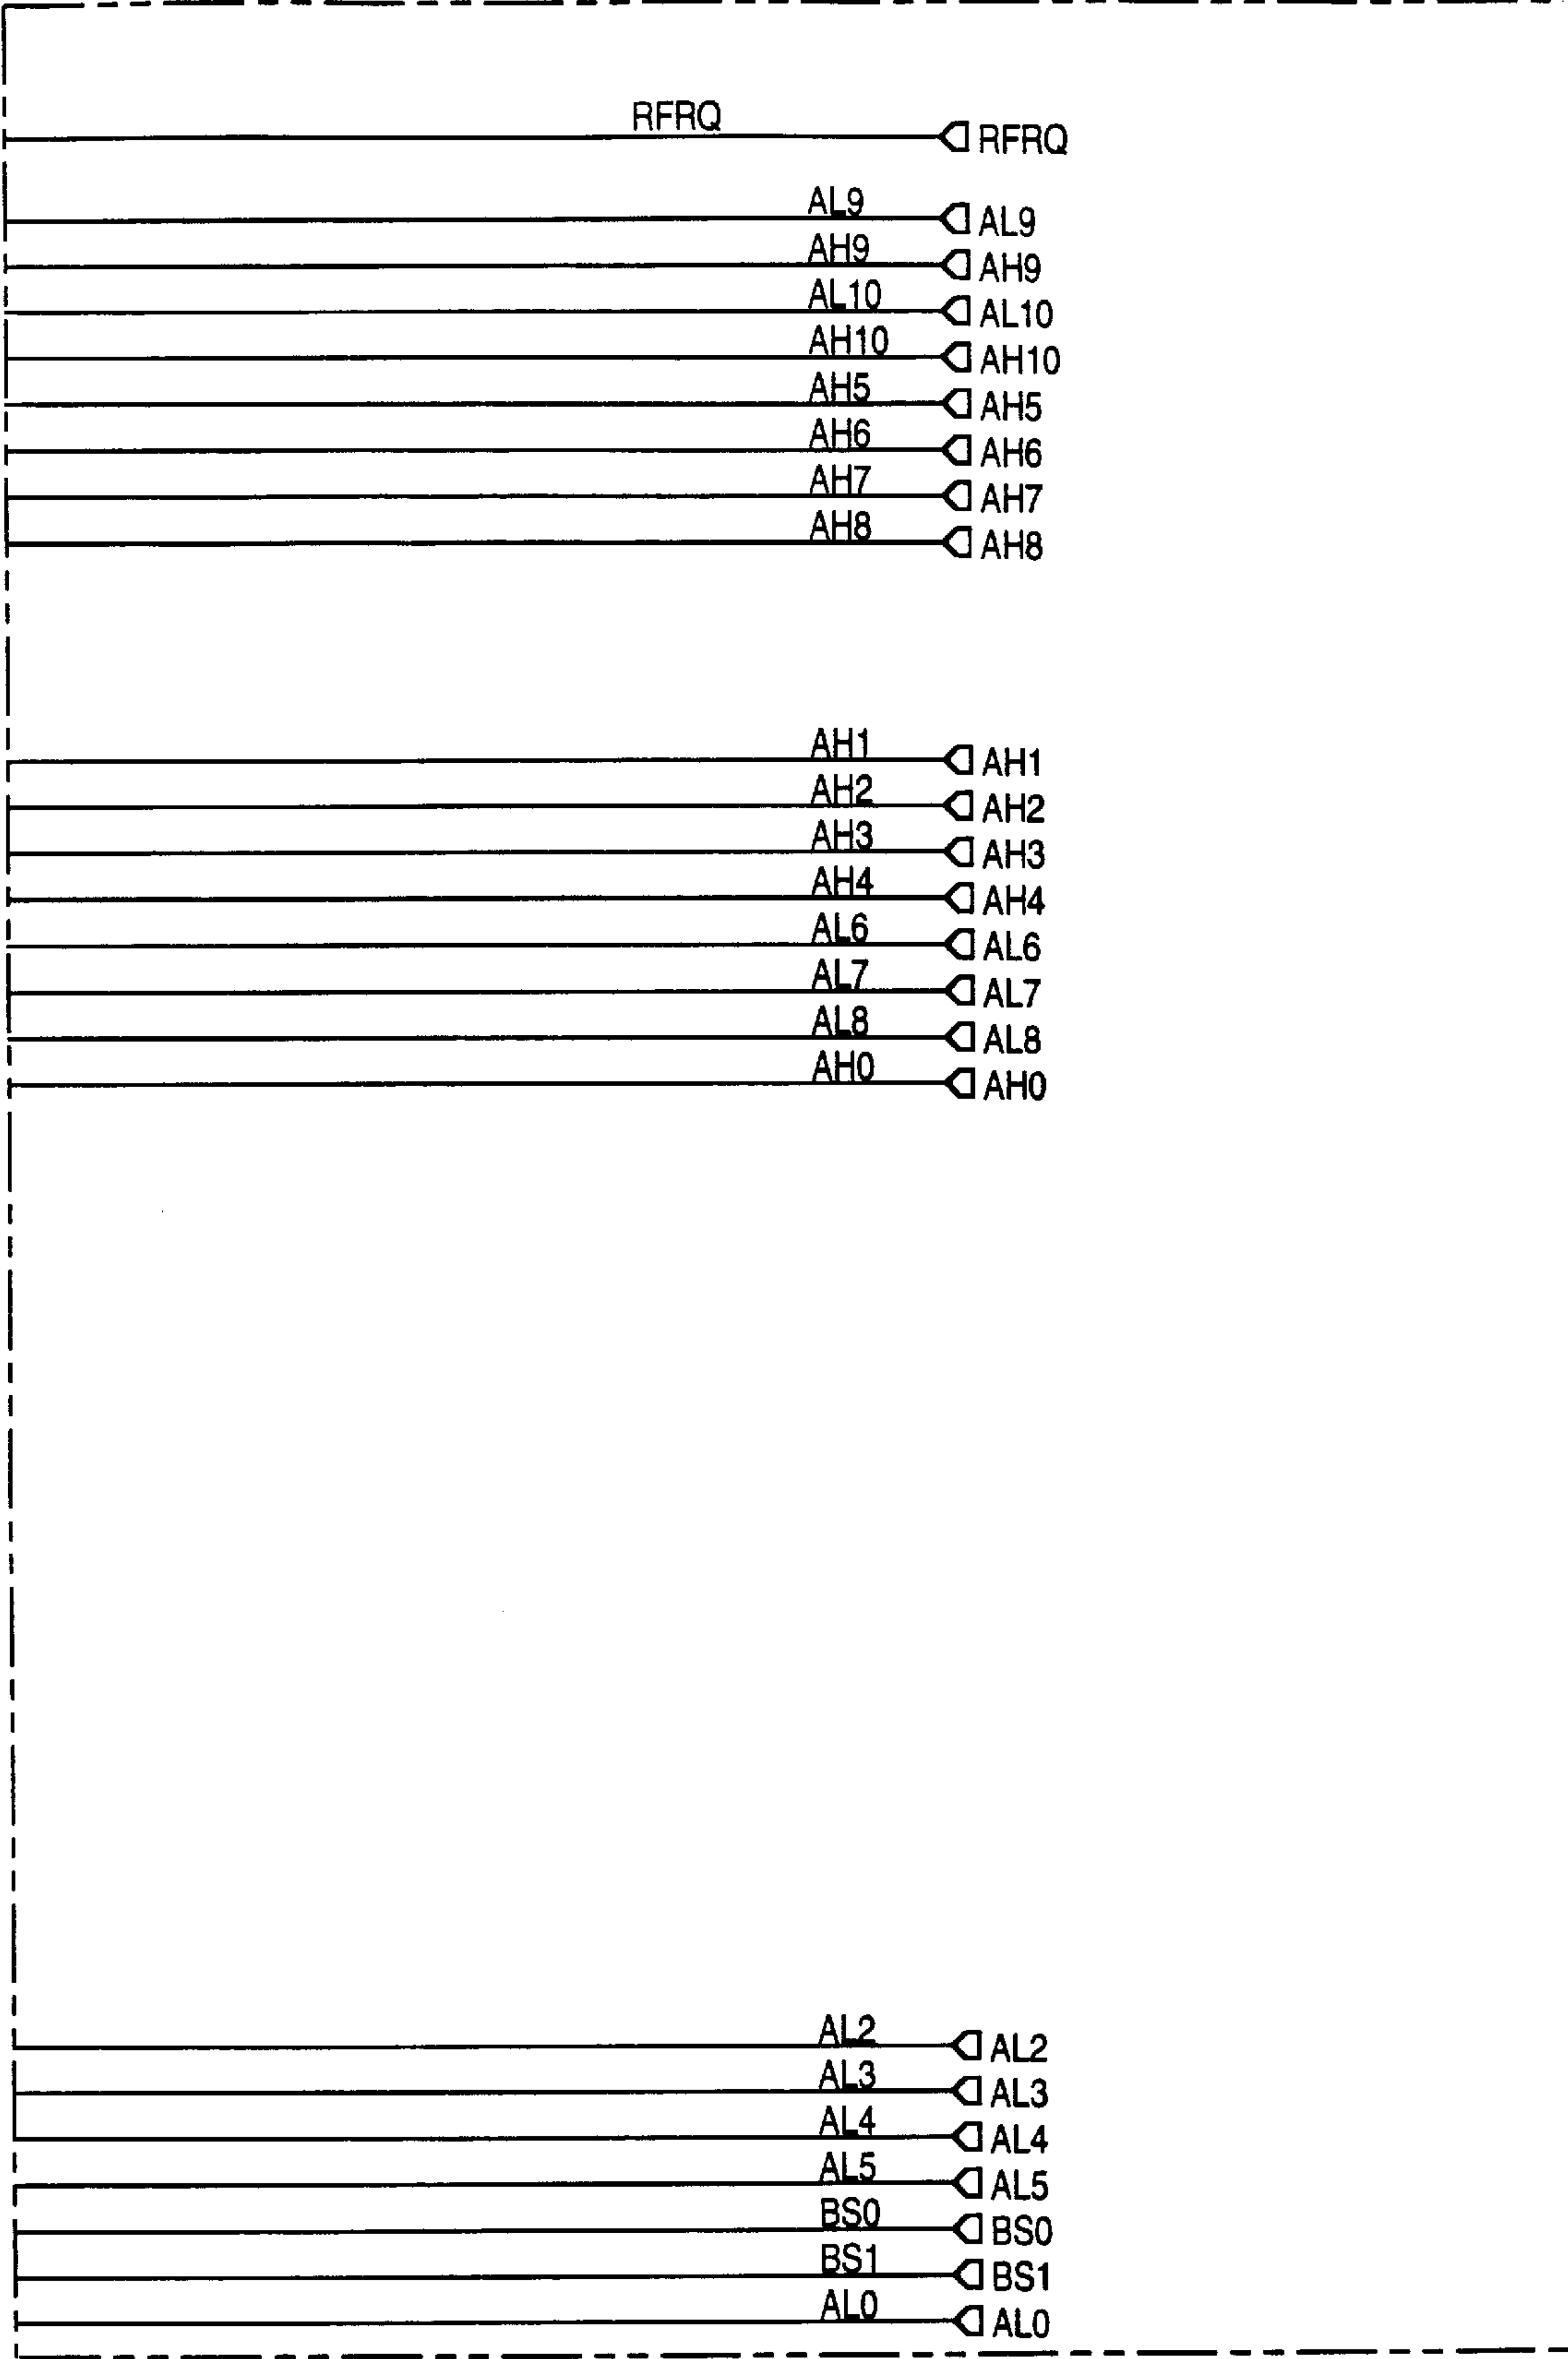 RFRQ RFRQ
AL9 AL9
AH9 AH9
AL10 AL10
AH10 AH10
AH5 AH5
AH6 AH6
AH7 AH7
AH8 AH8
AH1 AH1
AH2 AH2
AH3 AH3
AH4 AH4
AL6 AL6
AL7 AL7
AL8 AL8
AH0 AH0
AL2 AL2
AL3 AL3
AL4 AL4
AL5 AL5
BS0 BS0
BS1 BS1
AL0 AL0